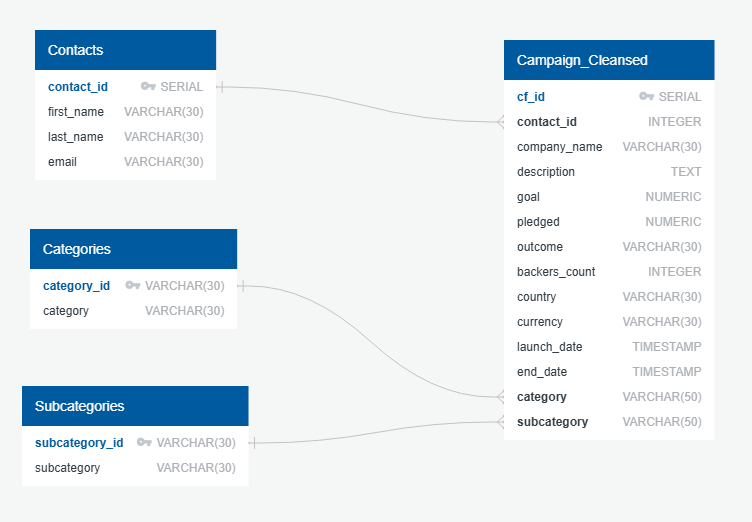 Contacts
contact_id SERIAL
first_name VARCHAR(30)
last_name VARCHAR(30)
email VARCHAR(30)
Categories
category_id VARCHAR(30)
category VARCHAR(30)
Subcategories
subcategory_id VARCHAR(30)
subcategory VARCHAR(30)
Campaign_Cleansed
cf_id SERIAL
contact_id INTEGER
company_name VARCHAR(30)
description TEXT
goal NUMERIC
pledged NUMERIC
outcome VARCHAR(30)
backers_count INTEGER
country VARCHAR(30)
currency VARCHAR(30)
launch_date TIMESTAMP
end_date TIMESTAMP
category VARCHAR(50)
subcategory VARCHAR(50)